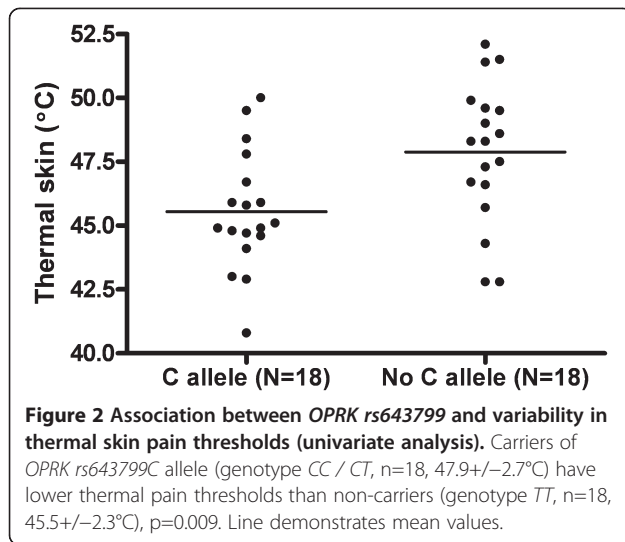 52.5
50.0
47.5
45.0
42.5
40.0
Thermal skin (°C)
C allele (N=18) No C allele (N=18)
Figure 2 Association between OPRK rs643799 and variability in
thermal skin pain thresholds (univariate analysis). Carriers of
OPRK rs643799C allele (genotype CC / CT, n=18, 47.9+/−2.7°C) have
lower thermal pain thresholds than non-carriers (genotype TT, n=18,
45.5+/−2.3°C), p=0.009. Line demonstrates mean values.